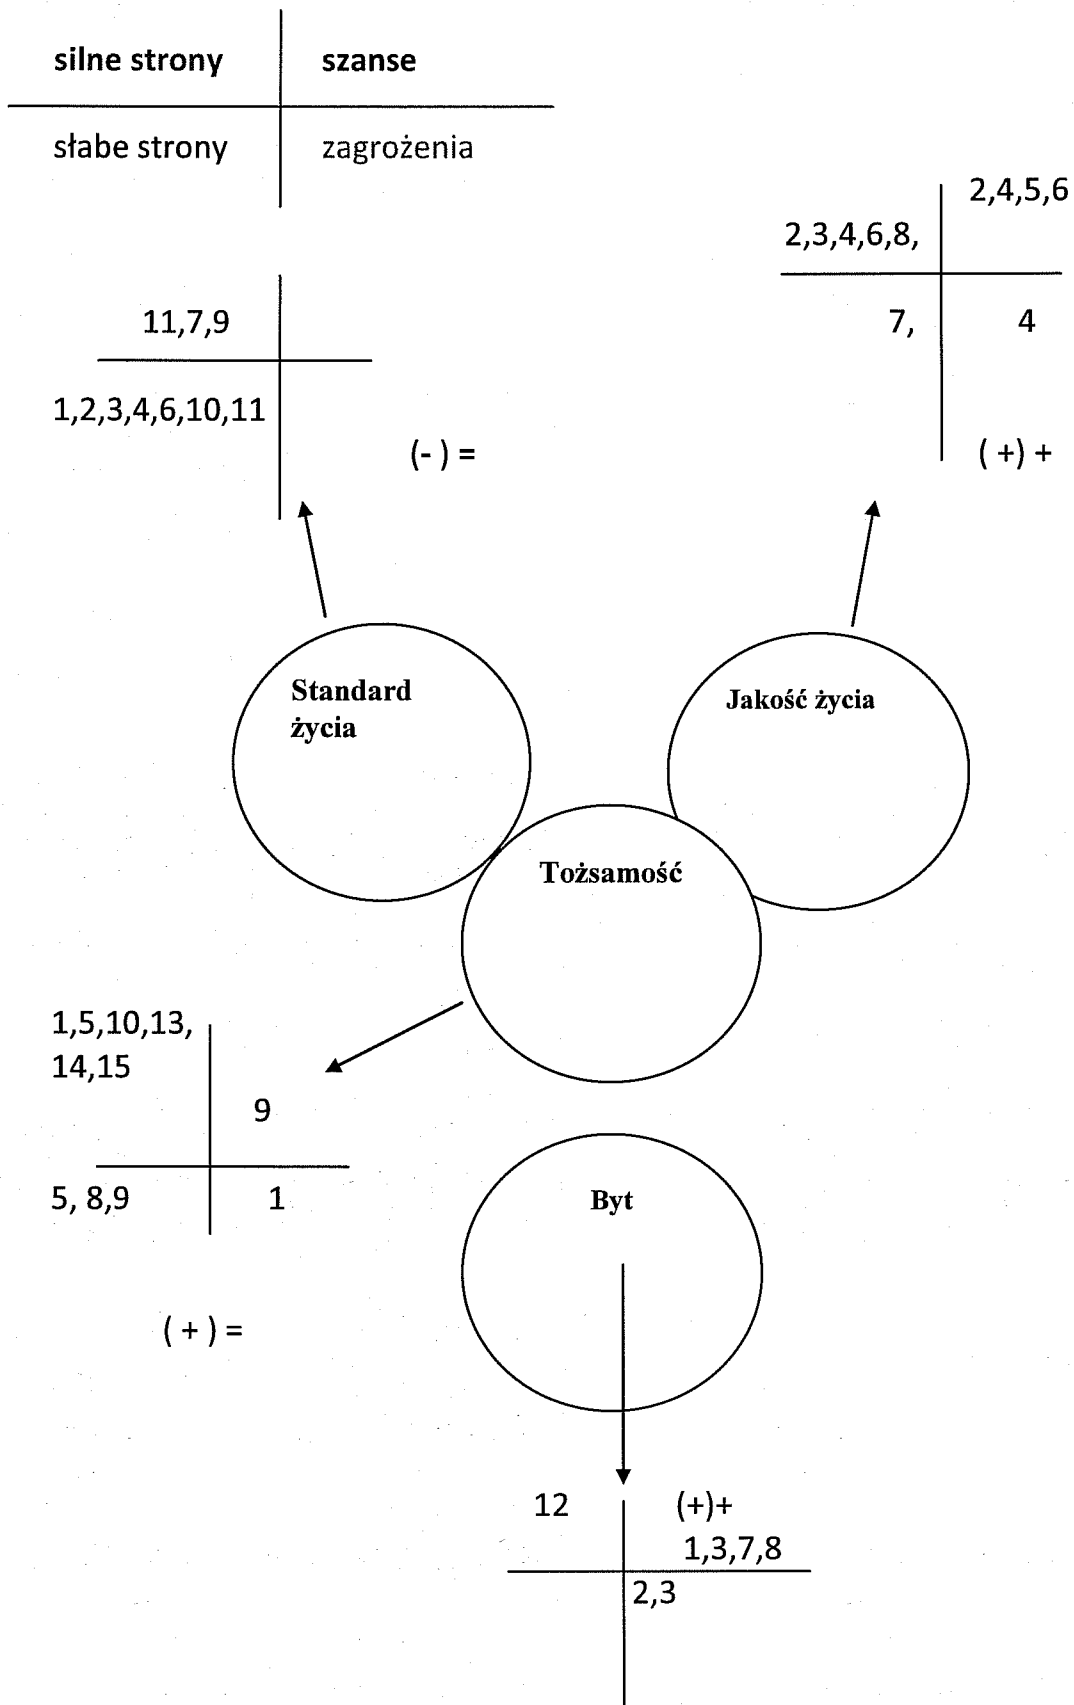 silne strony szanse
słabe strony zagrożenia
2,4,5,6
2,3,4,6,8,
11,7,9
7, 4
1,2,3,4,6,10,11
(- ) =
( +) +
Standard
życia
Jakość życia
Tożsamość
1,5,10,13,
14,15
9
5, 8,9 1
Byt
( + ) =
12 (+)+
1,3,7,8
2,3